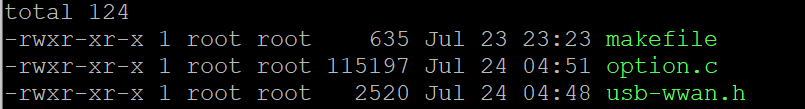 total 124
-rwxr-xr-x 1 root root    635 Jul 23 23:23 makefile
-rwxr-xr-x 1 root root 115197 Jul 24 04:51 option.c
-rwxr-xr-x 1 root root   2520 Jul 24 04:48 usb-wwan.h